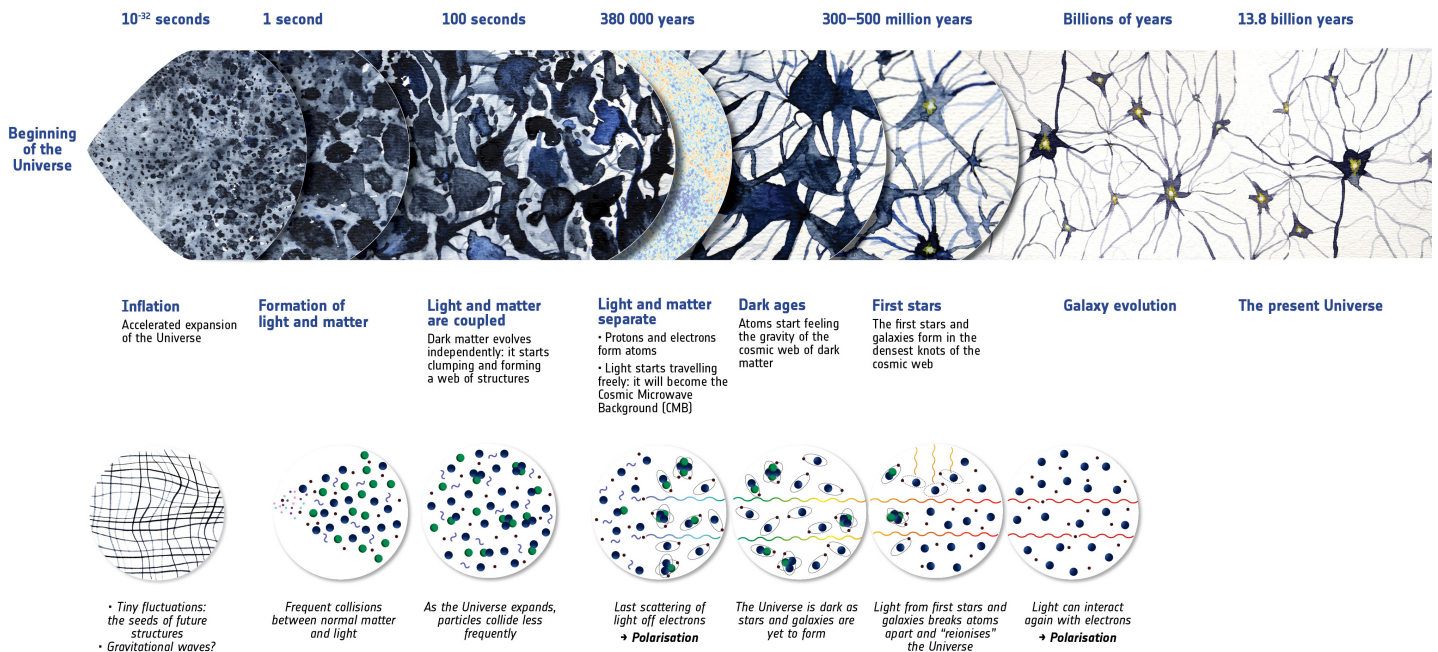 10⁻³² seconds
1 second
100 seconds
380 000 years
300–500 million years
Billions of years
13.8 billion years
Beginning
of the
Universe
Inflation
Accelerated expansion
of the Universe
Formation of
light and matter
Light and matter
are coupled
Dark matter evolves
independently: it starts
clumping and forming
a web of structures
Light and matter
separate
• Protons and electrons
form atoms
• Light starts travelling
freely: it will become the
Cosmic Microwave
Background (CMB)
Dark ages
Atoms start feeling
the gravity of the
cosmic web of dark
matter
First stars
The first stars and
galaxies form in the
densest knots of the
cosmic web
Galaxy evolution
The present Universe
• Tiny fluctuations:
the seeds of future
structures
• Gravitational waves?
Frequent collisions
between normal matter
and light
As the Universe expands,
particles collide less
frequently
Last scattering of
light off electrons
→ Polarisation
The Universe is dark as
stars and galaxies are
yet to form
Light from first stars and
galaxies breaks atoms
apart and “reionises”
the Universe
Light can interact
again with electrons
→ Polarisation